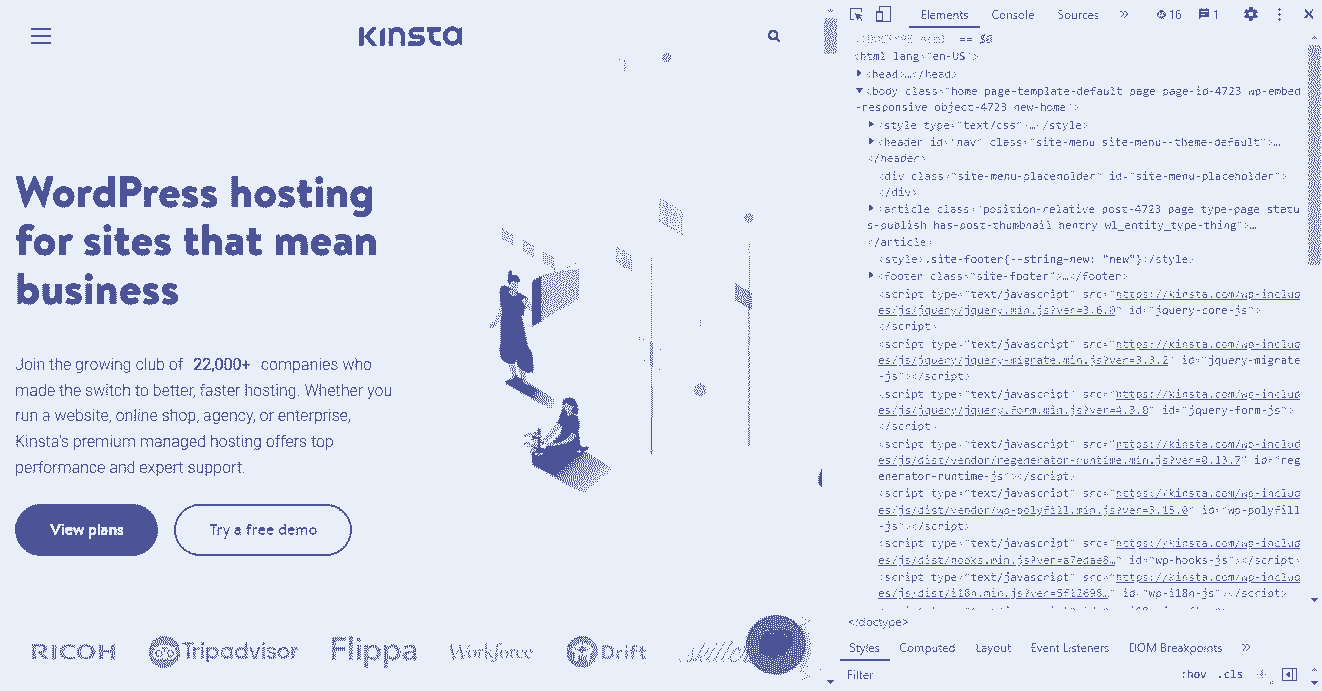 KINSTA
WordPress hosting
for sites that mean
business
Join the growing club of 22,000+ companies who
made the switch to better, faster hosting. Whether you
run a website, online shop, agency, or enterprise,
Kinsta's premium managed hosting offers top
performance and expert support.
View plans
Try a free demo
RICOH
Tripadvisor
Flippa
Workforce
Drift
Elements Console Sources » 16 1
<html lang="en-US">
<head>…</head>
<body class="home page-template-default page page-id-4723 wp-embed
-responsive object-4723 new-home">
<style type="text/css">…</style>
<header id="nav" class="site-menu site-menu--theme-default">…
</header>
<div class="site-menu-placeholder" id="site-menu-placeholder">
</div>
<article class="position-relative post-4723 page type-page statu
s-publish has-post-thumbnail hentry wl_entity_type-thing">…
</article>
<style>.site-footer{--string-new: "new"}</style>
<footer class="site-footer">…</footer>
<script type="text/javascript" src="https://kinsta.com/wp-includ
es/js/jquery/jquery.min.js?ver=3.6.0" id="jquery-core-js">
</script>
<script type="text/javascript" src="https://kinsta.com/wp-includ
es/js/jquery/jquery-migrate.min.js?ver=3.3.2" id="jquery-migrate
-js"></script>
<script type="text/javascript" src="https://kinsta.com/wp-includ
es/js/jquery/jquery.form.min.js?ver=4.3.0" id="jquery-form-js">
</script>
<script type="text/javascript" src="https://kinsta.com/wp-includ
es/js/dist/vendor/regenerator-runtime.min.js?ver=0.13.7" id="reg
enerator-runtime-js"></script>
<script type="text/javascript" src="https://kinsta.com/wp-includ
es/js/dist/vendor/wp-polyfill.min.js?ver=3.15.0" id="wp-polyfill
-js"></script>
<script type="text/javascript" src="https://kinsta.com/wp-includ
es/js/dist/hooks.min.js?ver=a7edae8…" id="wp-hooks-js"></script>
<script type="text/javascript" src="https://kinsta.com/wp-includ
es/js/dist/i18n.min.js?ver=5f12698…" id="wp-i18n-js"></script>
<!doctype>
Styles Computed Layout Event Listeners DOM Breakpoints »
Filter :hov .cls +